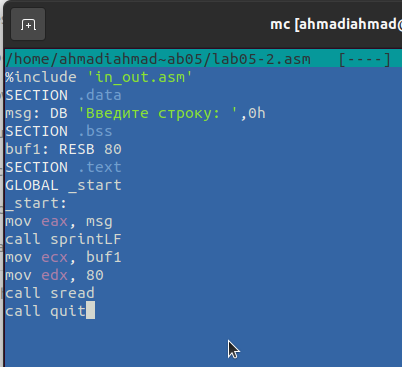 mc [ahmadiahmad@
/home/ahmadiahmad~ab05/lab05-2.asm [----]
%include 'in_out.asm'
SECTION .data
msg: DB 'Введите строку: ',0h
SECTION .bss
buf1: RESB 80
SECTION .text
GLOBAL _start
_start:
mov eax, msg
call sprintLF
mov ecx, buf1
mov edx, 80
call sread
call quit